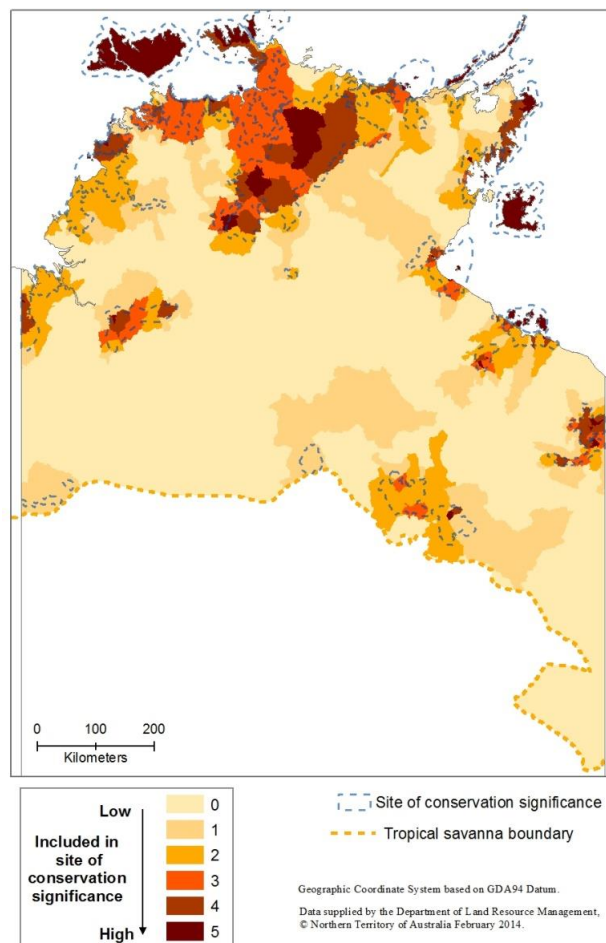 0 100 200
Kilometers
Low
Included in
site of
conservation
significance
High
0
1
2
3
4
5
Site of conservation significance
Tropical savanna boundary
Geographic Coordinate System based on GDA94 Datum.
Data supplied by the Department of Land Resource Management,
© Northern Territory of Australia February 2014.